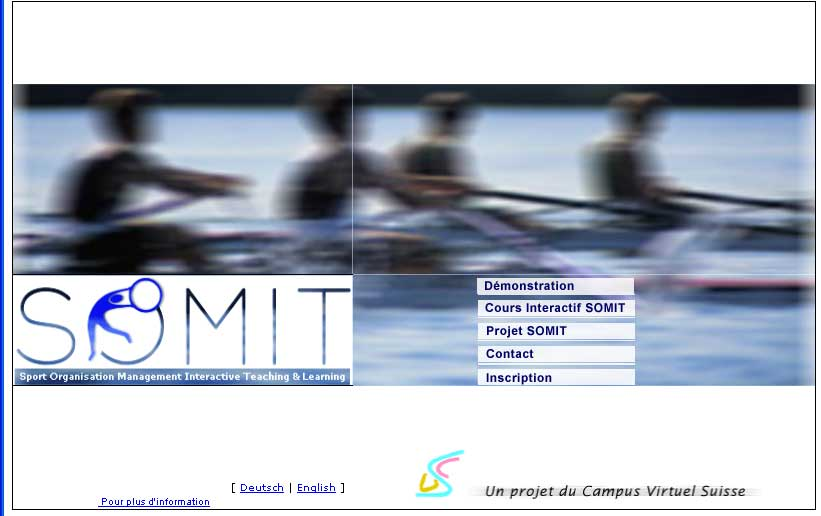 Démonstration
Cours Interactif SOMIT
Projet SOMIT
Contact
Inscription
SOMIT
Sport Organisation Management Interactive Teaching & Learning
[ Deutsch | English ]
Pour plus d'information
Un projet du Campus Virtuel Suisse